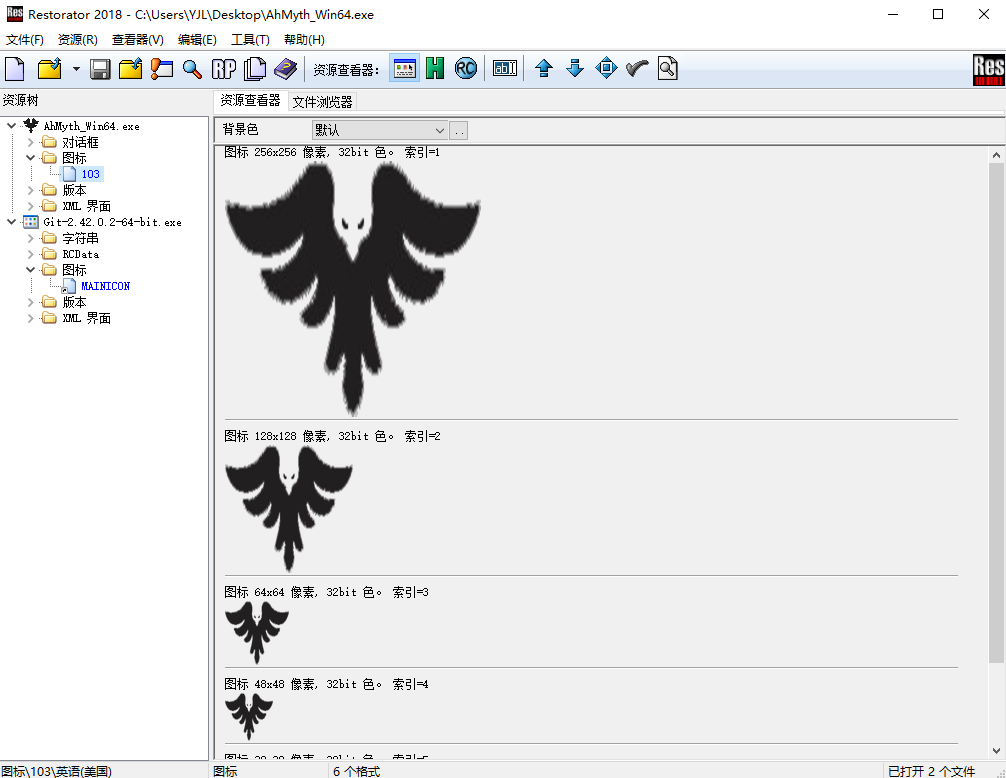 Res Restorator 2018 - C:\Users\YJL\Desktop\AhMyth_Win64.exe
文件(F) 资源(R) 查看器(V) 编辑(E) 工具(T) 帮助(H)
RP 资源查看器: H RC ab Res
资源树 资源查看器 文件浏览器
背景色 默认 ..
AhMyth_Win64.exe
对话框
图标
103
版本
XML 界面
Git-2.42.0.2-64-bit.exe
字符串
RCData
图标
MAINICON
版本
XML 界面
图标 256x256 像素, 32bit 色。 索引=1
图标 128x128 像素, 32bit 色。 索引=2
图标 64x64 像素, 32bit 色。 索引=3
图标 48x48 像素, 32bit 色。 索引=4
图标\103\英语(美国) 图标 6 个格式 已打开 2 个文件